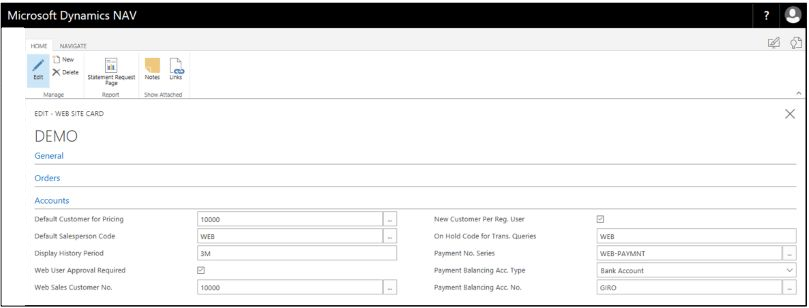 Microsoft Dynamics NAV ?
HOME NAVIGATE
Edit New Delete Statement Request Page Notes Links
Manage Report Show Attached
EDIT - WEB SITE CARD
DEMO
General
Orders
Accounts
Default Customer for Pricing 10000 ... New Customer Per Reg. User
Default Salesperson Code WEB ... On Hold Code for Trans. Queries WEB
Display History Period 3M Payment No. Series WEB-PAYMNT ...
Web User Approval Required Payment Balancing Acc. Type Bank Account
Web Sales Customer No. 10000 ... Payment Balancing Acc. No. GIRO ...